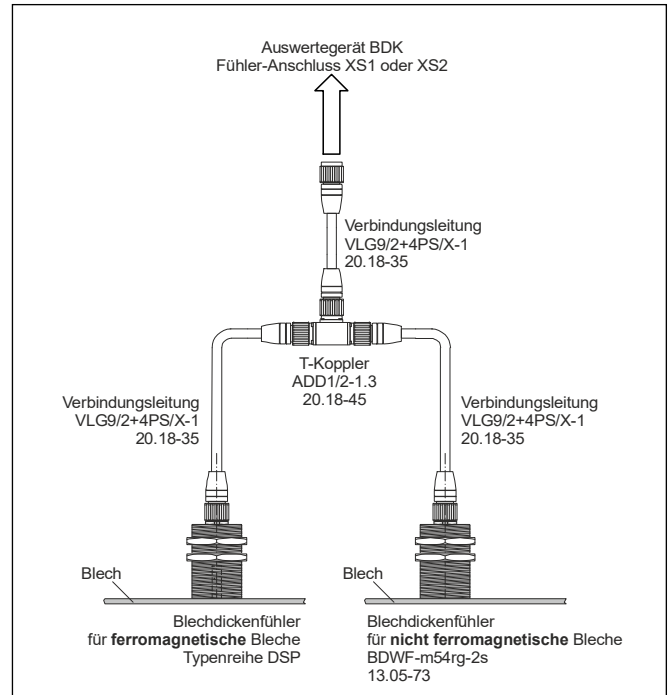 Auswertegerät BDK
Fühler-Anschluss XS1 oder XS2
Verbindungsleitung
VLG9/2+4PS/X-1
20.18-35
T-Koppler
ADD1/2-1.3
20.18-45
Verbindungsleitung
VLG9/2+4PS/X-1
20.18-35
Verbindungsleitung
VLG9/2+4PS/X-1
20.18-35
Blech
Blechdickenfühler
für ferromagnetische Bleche
Typenreihe DSP
Blech
Blechdickenfühler
für nicht ferromagnetische Bleche
BDWF-m54rg-2s
13.05-73